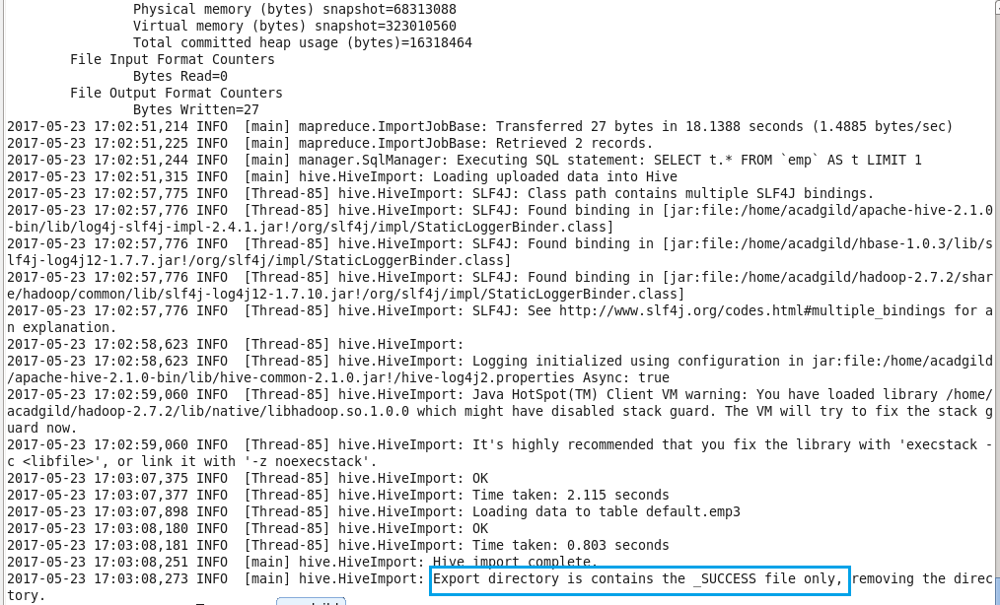 Physical memory (bytes) snapshot=68313088
Virtual memory (bytes) snapshot=323010560
Total committed heap usage (bytes)=16318464
File Input Format Counters
Bytes Read=0
File Output Format Counters
Bytes Written=27
2017-05-23 17:02:51,214 INFO  [main] mapreduce.ImportJobBase: Transferred 27 bytes in 18.1388 seconds (1.4885 bytes/sec)
2017-05-23 17:02:51,225 INFO  [main] mapreduce.ImportJobBase: Retrieved 2 records.
2017-05-23 17:02:51,244 INFO  [main] manager.SqlManager: Executing SQL statement: SELECT t.* FROM `emp` AS t LIMIT 1
2017-05-23 17:02:51,315 INFO  [main] hive.HiveImport: Loading uploaded data into Hive
2017-05-23 17:02:57,775 INFO  [Thread-85] hive.HiveImport: SLF4J: Class path contains multiple SLF4J bindings.
2017-05-23 17:02:57,776 INFO  [Thread-85] hive.HiveImport: SLF4J: Found binding in [jar:file:/home/acadgild/apache-hive-2.1.0
-bin/lib/log4j-slf4j-impl-2.4.1.jar!/org/slf4j/impl/StaticLoggerBinder.class]
2017-05-23 17:02:57,776 INFO  [Thread-85] hive.HiveImport: SLF4J: Found binding in [jar:file:/home/acadgild/hbase-1.0.3/lib/s
lf4j-log4j12-1.7.7.jar!/org/slf4j/impl/StaticLoggerBinder.class]
2017-05-23 17:02:57,776 INFO  [Thread-85] hive.HiveImport: SLF4J: Found binding in [jar:file:/home/acadgild/hadoop-2.7.2/shar
e/hadoop/common/lib/slf4j-log4j12-1.7.10.jar!/org/slf4j/impl/StaticLoggerBinder.class]
2017-05-23 17:02:57,776 INFO  [Thread-85] hive.HiveImport: SLF4J: See http://www.slf4j.org/codes.html#multiple_bindings for a
n explanation.
2017-05-23 17:02:58,623 INFO  [Thread-85] hive.HiveImport:
2017-05-23 17:02:58,623 INFO  [Thread-85] hive.HiveImport: Logging initialized using configuration in jar:file:/home/acadgild
/apache-hive-2.1.0-bin/lib/hive-common-2.1.0.jar!/hive-log4j2.properties Async: true
2017-05-23 17:02:59,060 INFO  [Thread-85] hive.HiveImport: Java HotSpot(TM) Client VM warning: You have loaded library /home/
acadgild/hadoop-2.7.2/lib/native/libhadoop.so.1.0.0 which might have disabled stack guard. The VM will try to fix the stack g
uard now.
2017-05-23 17:02:59,060 INFO  [Thread-85] hive.HiveImport: It's highly recommended that you fix the library with 'execstack -
c <libfile>', or link it with '-z noexecstack'.
2017-05-23 17:03:07,375 INFO  [Thread-85] hive.HiveImport: OK
2017-05-23 17:03:07,377 INFO  [Thread-85] hive.HiveImport: Time taken: 2.115 seconds
2017-05-23 17:03:07,898 INFO  [Thread-85] hive.HiveImport: Loading data to table default.emp3
2017-05-23 17:03:08,180 INFO  [Thread-85] hive.HiveImport: OK
2017-05-23 17:03:08,181 INFO  [Thread-85] hive.HiveImport: Time taken: 0.803 seconds
2017-05-23 17:03:08,251 INFO  [main] hive.HiveImport: Hive import complete.
2017-05-23 17:03:08,273 INFO  [main] hive.HiveImport: Export directory is contains the _SUCCESS file only, removing the direc
tory.